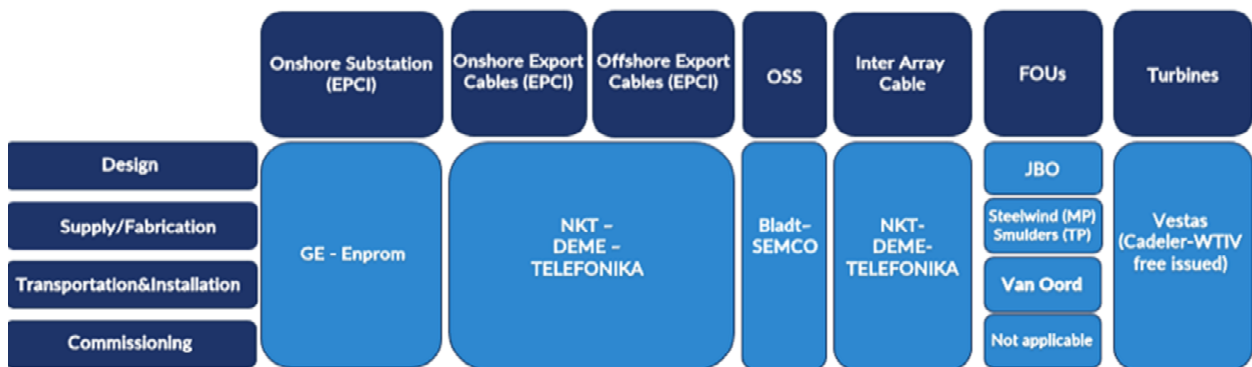 Onshore Substation
(EPCI)
Onshore Export
Cables (EPCI)
Offshore Export
Cables (EPCI)
OSS
Inter Array
Cable
FOUs
Turbines
Design
Supply/Fabrication
Transportation&Installation
Commissioning
GE - Enprom
NKT –
DEME –
TELEFONIKA
Bladt–
SEMCO
NKT-
DEME-
TELEFONIKA
JBO
Steelwind (MP)
Smulders (TP)
Van Oord
Not applicable
Vestas
(Cadeler-WTIV
free issued)